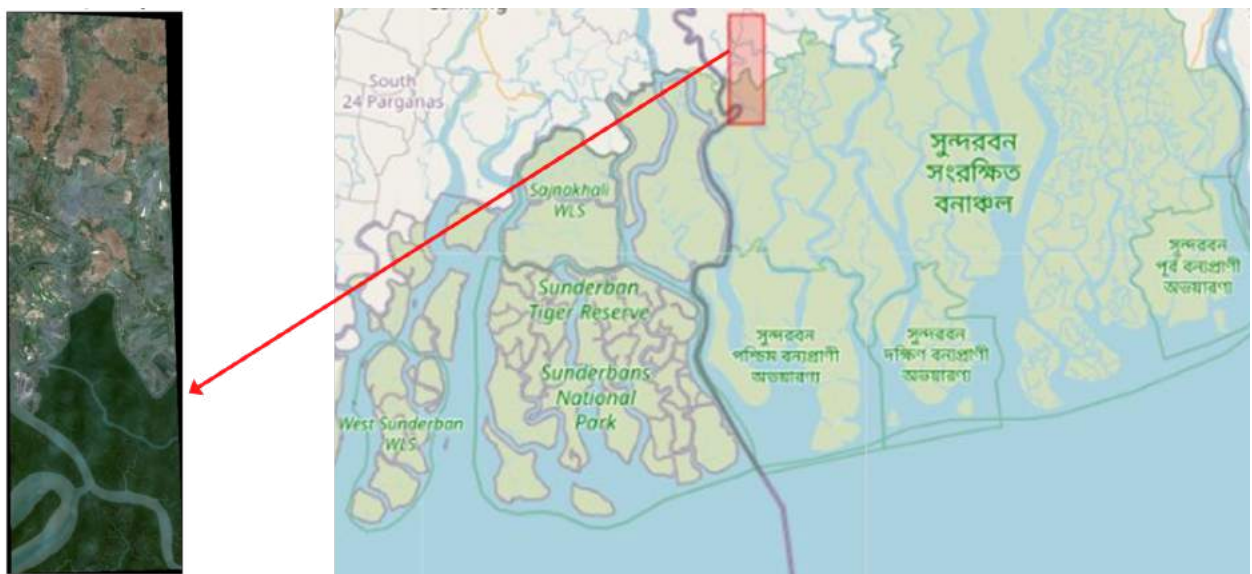 South
24 Parganas
Sajnakhali
WLS
Sunderban
Tiger Reserve
Sunderbans
National
Park
West Sunderban
WLS
সুন্দরবন
সংরক্ষিত
বনাঞ্চল
সুন্দরবন
পূর্ব বন্যপ্রাণী
অভয়ারণ্য
সুন্দরবন
পশ্চিম বন্যপ্রাণী
অভয়ারণ্য
সুন্দরবন
দক্ষিণ বন্যপ্রাণী
অভয়ারণ্য